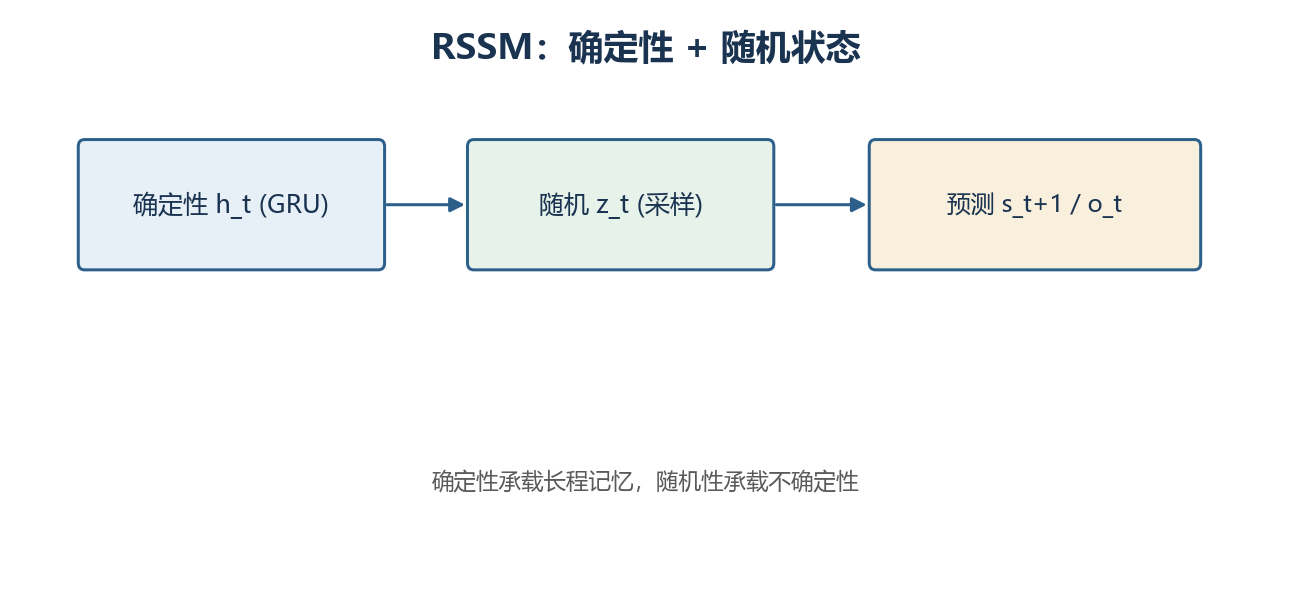 RSSM：确定性 + 随机状态
确定性 h_t (GRU)
随机 z_t (采样)
预测 s_t+1 / o_t
确定性承载长程记忆，随机性承载不确定性